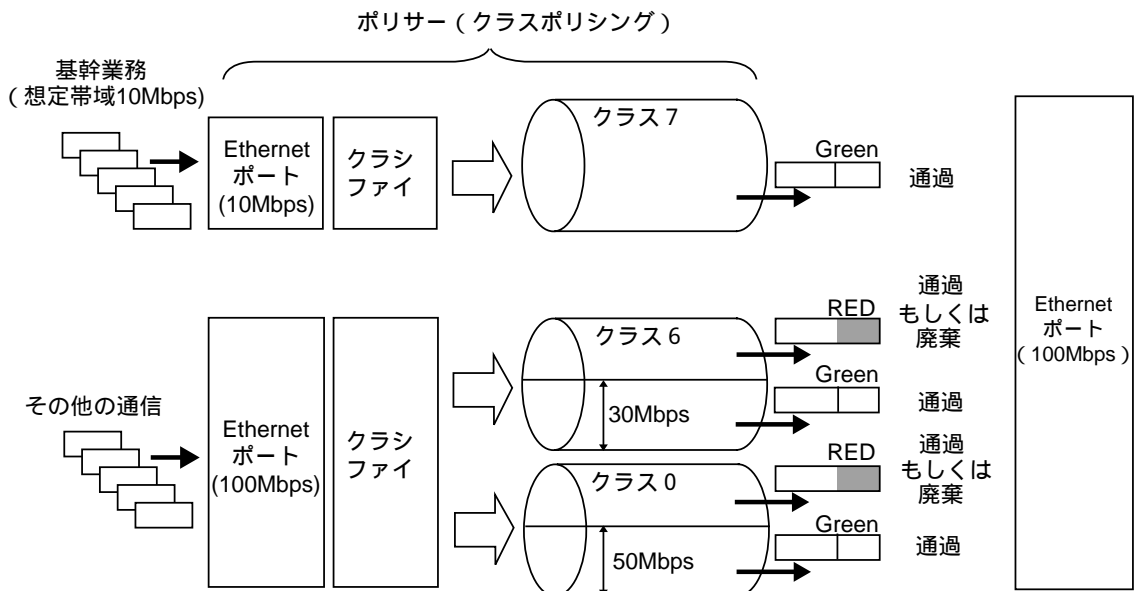 ポリサー（クラスポリシング）
基幹業務
（想定帯域10Mbps)
Ethernet
ポート
(10Mbps)
クラシ
ファイ
クラス７
Green
通過
その他の通信
Ethernet
ポート
(100Mbps)
クラシ
ファイ
クラス６
RED
通過
もしくは
廃棄
30Mbps
Green
通過
クラス０
RED
通過
もしくは
廃棄
50Mbps
Green
通過
Ethernet
ポート
（100Mbps）